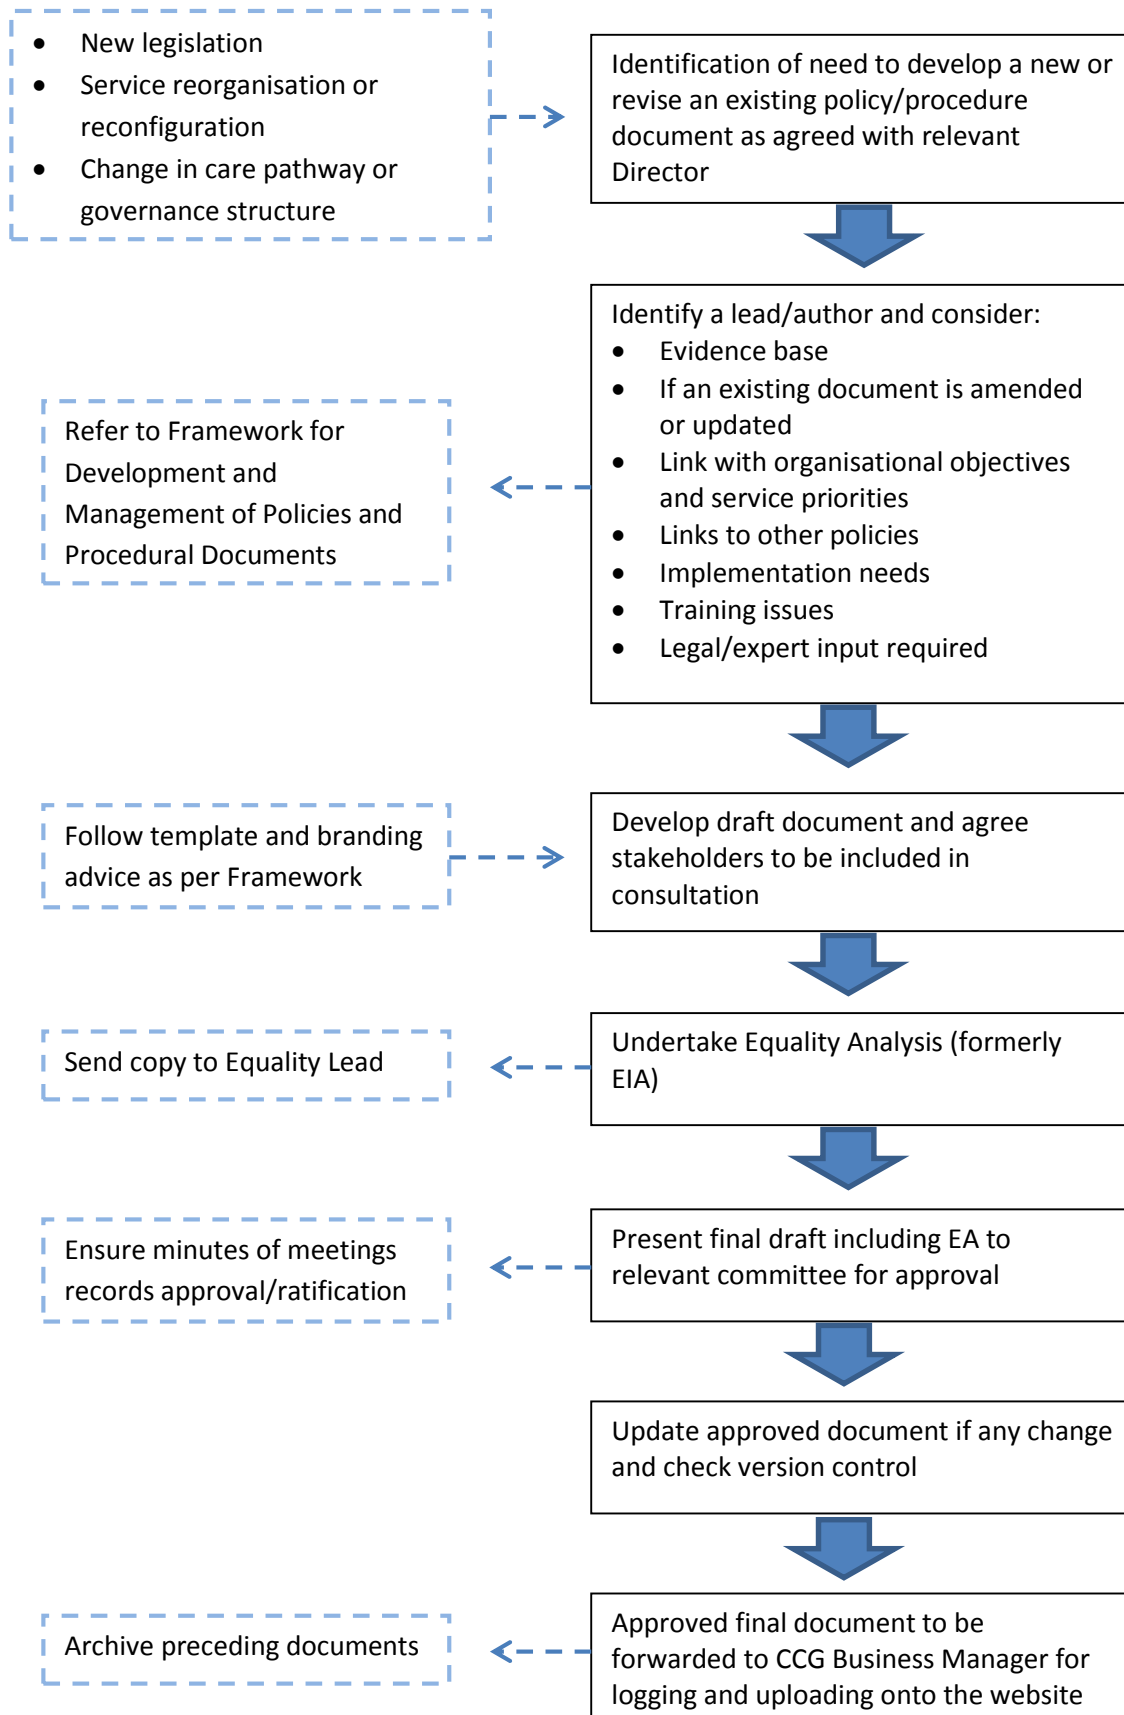 • New legislation
• Service reorganisation or
reconfiguration
• Change in care pathway or
governance structure
Identification of need to develop a new or
revise an existing policy/procedure
document as agreed with relevant
Director
Identify a lead/author and consider:
• Evidence base
• If an existing document is amended
or updated
• Link with organisational objectives
and service priorities
• Links to other policies
• Implementation needs
• Training issues
• Legal/expert input required
Refer to Framework for
Development and
Management of Policies and
Procedural Documents
Follow template and branding
advice as per Framework
Develop draft document and agree
stakeholders to be included in
consultation
Send copy to Equality Lead
Undertake Equality Analysis (formerly
EIA)
Ensure minutes of meetings
records approval/ratification
Present final draft including EA to
relevant committee for approval
Update approved document if any change
and check version control
Archive preceding documents
Approved final document to be
forwarded to CCG Business Manager for
logging and uploading onto the website